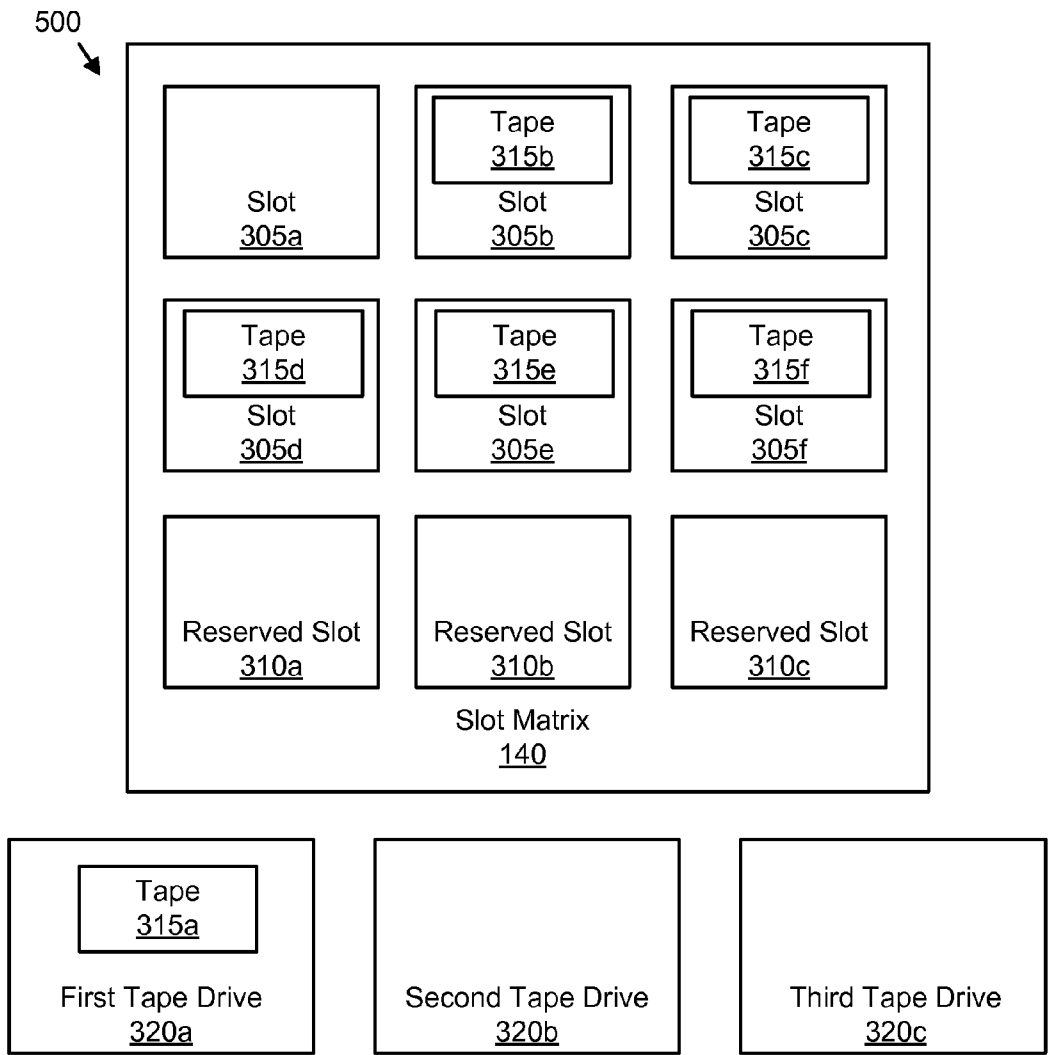 500
Tape
315b
Tape
315c
Slot
305a
Slot
305b
Slot
305c
Tape
315d
Tape
315e
Tape
315f
Slot
305d
Slot
305e
Slot
305f
Reserved Slot
310a
Reserved Slot
310b
Reserved Slot
310c
Slot Matrix
140
Tape
315a
First Tape Drive
320a
Second Tape Drive
320b
Third Tape Drive
320c